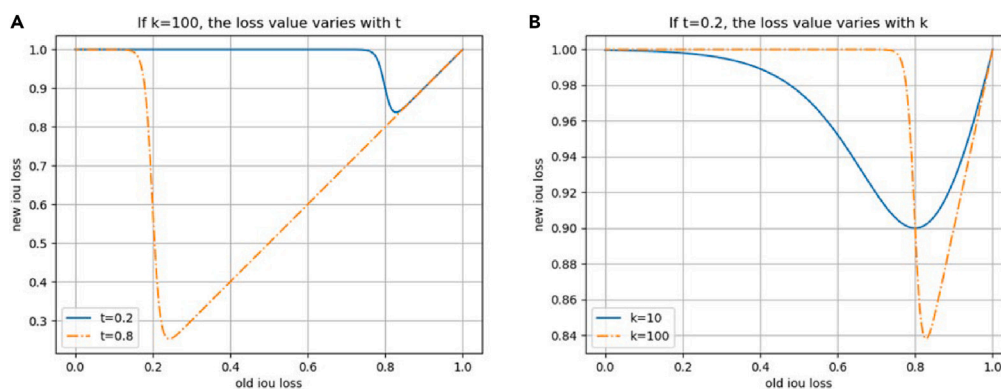 A
If k=100, the loss value varies with t
1.0
0.9
0.8
0.7
0.6
0.5
0.4
0.3
new iou loss
t=0.2
t=0.8
0.0 0.2 0.4 0.6 0.8 1.0
old iou loss
B
If t=0.2, the loss value varies with k
1.00
0.98
0.96
0.94
0.92
0.90
0.88
0.86
0.84
new iou loss
k=10
k=100
0.0 0.2 0.4 0.6 0.8 1.0
old iou loss